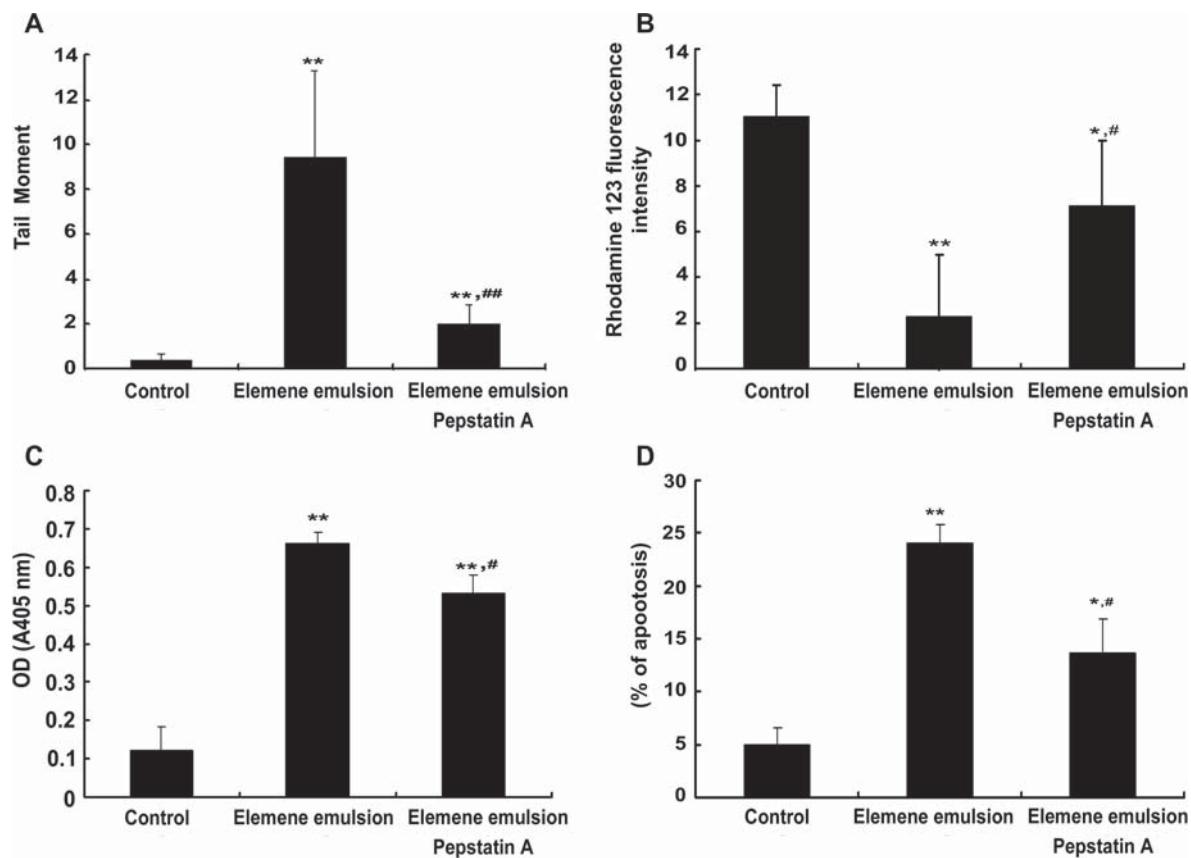 A
Tail Moment
14
12
10
8
6
4
2
0
**
**,##
Control
Elemene emulsion
Elemene emulsion
Pepstatin A
B
Rhodamine 123 fluorescence
intensity
14
12
10
8
6
4
2
0
**
*,#
Control
Elemene emulsion
Elemene emulsion
Pepstatin A
C
OD (A405 nm)
0.8
0.7
0.6
0.5
0.4
0.3
0.2
0.1
0
**
**,#
Control
Elemene emulsion
Elemene emulsion
Pepstatin A
D
(% of apootosis)
30
25
20
15
10
5
0
**
*,#
Control
Elemene emulsion
Elemene emulsion
Pepstatin A